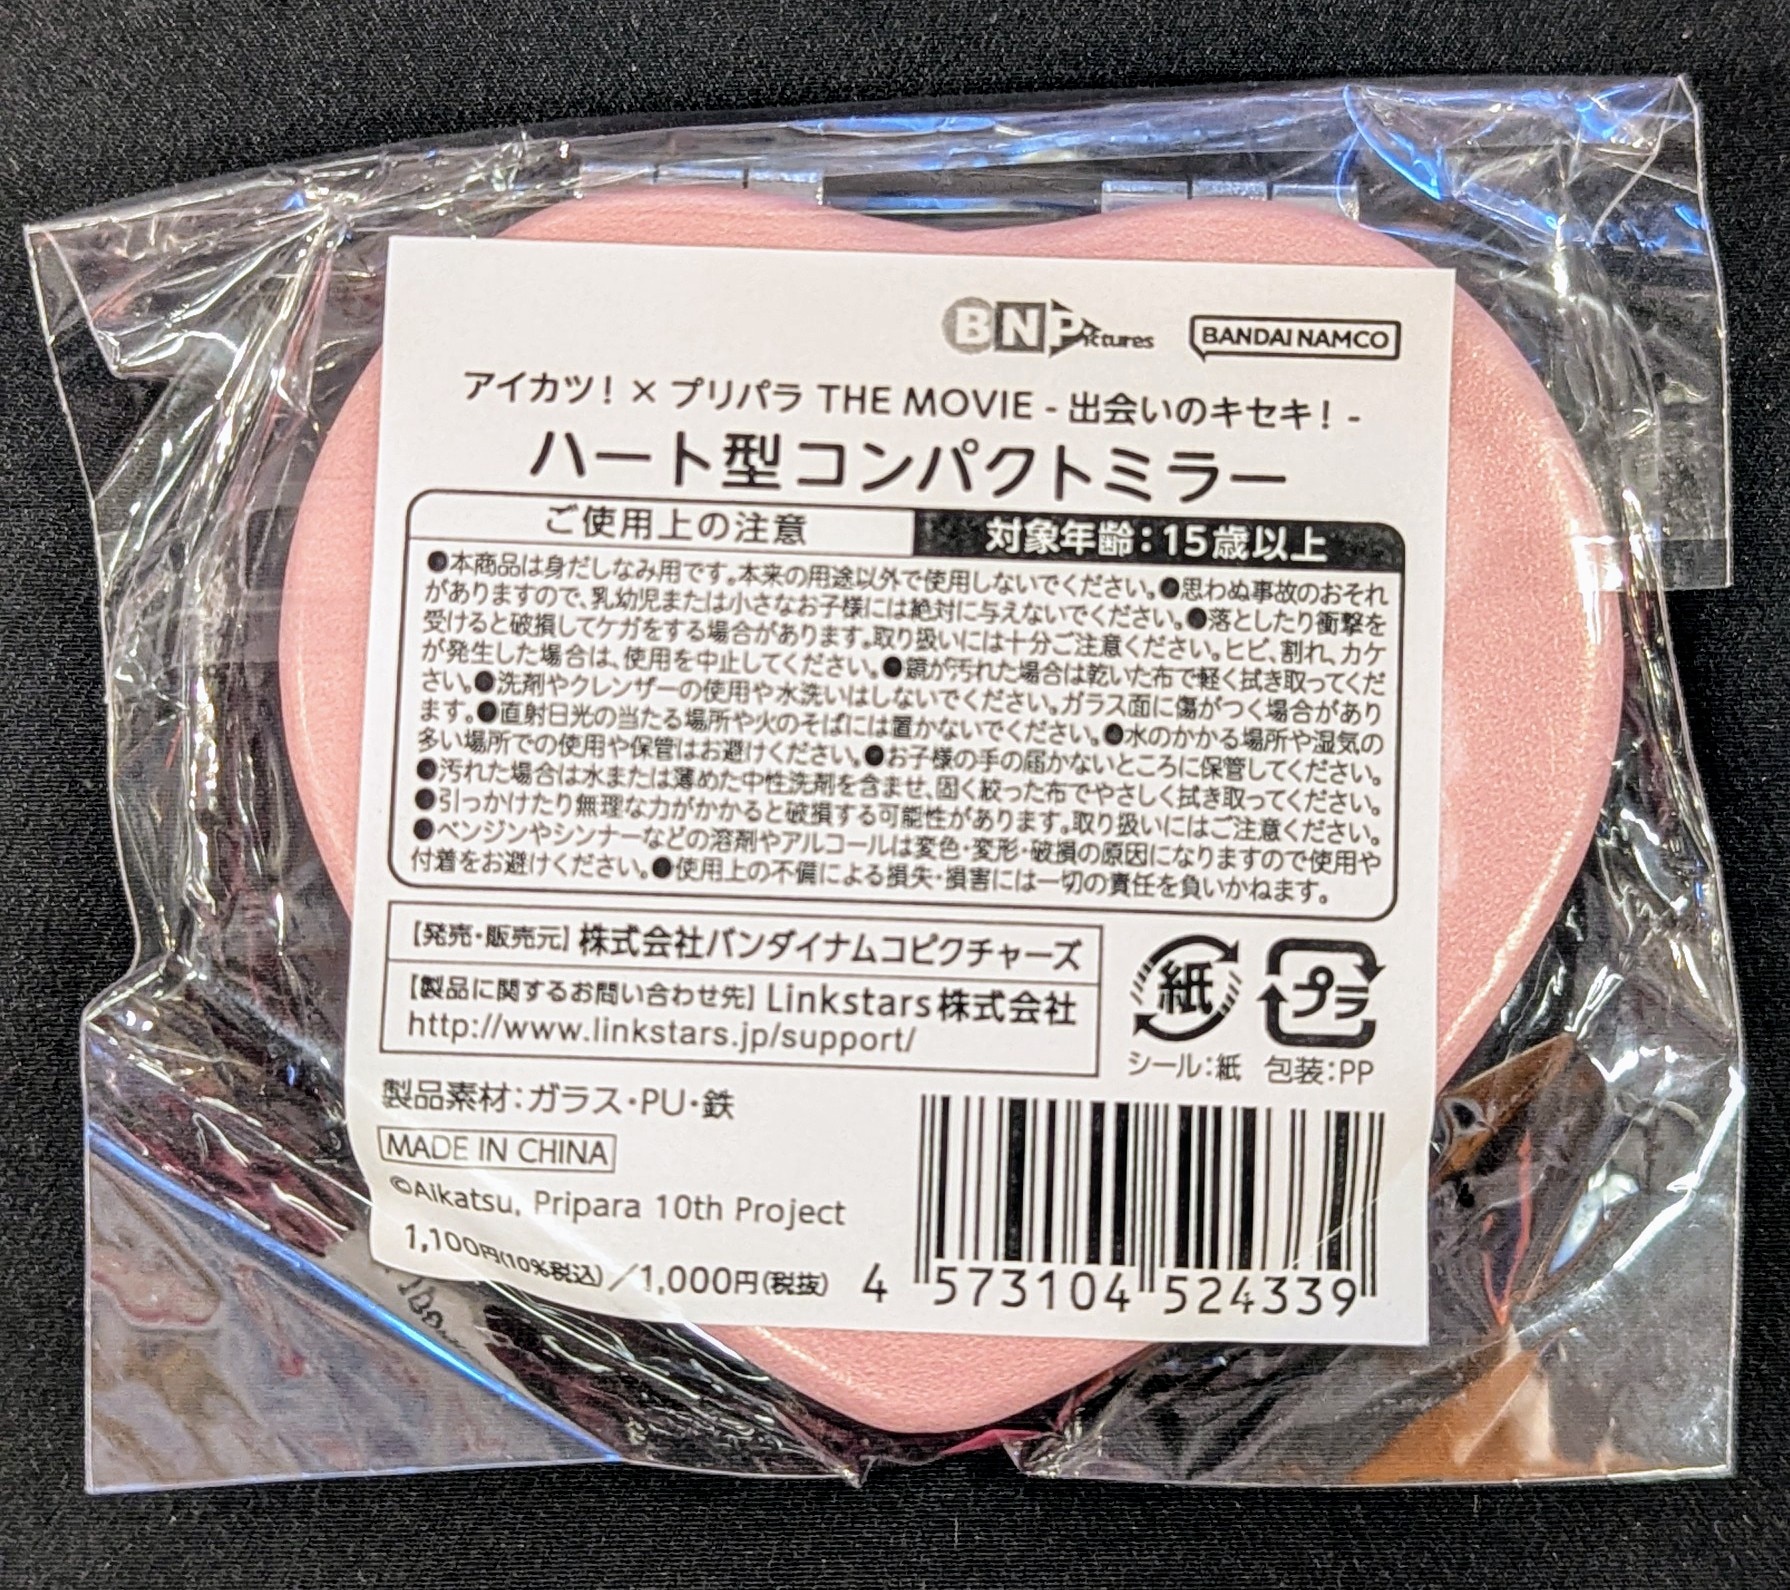 BNPictures BANDAI NAMCO
アイカツ！×プリパラ THE MOVIE -出会いのキセキ！-
ハート型コンパクトミラー
ご使用上の注意 対象年齢：15歳以上
●本商品は身だしなみ用です。本来の用途以外で使用しないでください。●思わぬ事故のおそれ
がありますので、乳幼児または小さなお子様には絶対に与えないでください。●落としたり衝撃を
受けると破損してケガをする場合があります。取り扱いには十分ご注意ください。ヒビ、割れ、カケ
が発生した場合は、使用を中止してください。●鏡が汚れた場合は乾いた布で軽く拭き取ってくだ
さい。●洗剤やクレンザーの使用や水洗いはしないでください。ガラス面に傷がつく場合があり
ます。●直射日光の当たる場所や火のそばには置かないでください。●水のかかる場所や湿気の
多い場所での使用や保管はお避けください。●お子様の手の届かないところに保管してください。
●汚れた場合は水または薄めた中性洗剤を含ませ、固く絞った布でやさしく拭き取ってください。
●引っかけたり無理な力がかかると破損する可能性があります。取り扱いにはご注意ください。
●ベンジンやシンナーなどの溶剤やアルコールは変色・変形・破損の原因になりますので使用や
付着をお避けください。●使用上の不備による損失・損害には一切の責任を負いかねます。
【発売・販売元】株式会社バンダイナムコピクチャーズ
【製品に関するお問い合わせ先】Linkstars株式会社
http://www.linkstars.jp/support/
紙 プラ
シール：紙 包装：PP
製品素材：ガラス・PU・鉄
MADE IN CHINA
©Aikatsu, Pripara 10th Project
1,100円(10%税込)／1,000円(税抜)
4 573104 524339